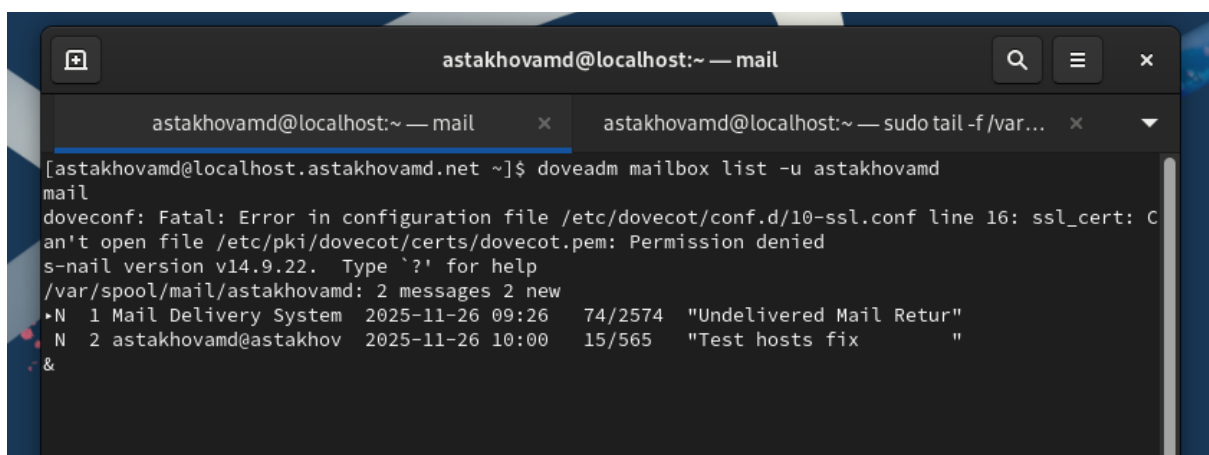 astakhovamd@localhost:~ — mail
astakhovamd@localhost:~ — mail
astakhovamd@localhost:~ — sudo tail -f /var…
[astakhovamd@localhost.astakhovamd.net ~]$ doveadm mailbox list -u astakhovamd
mail
doveconf: Fatal: Error in configuration file /etc/dovecot/conf.d/10-ssl.conf line 16: ssl_cert: C
an't open file /etc/pki/dovecot/certs/dovecot.pem: Permission denied
s-nail version v14.9.22.  Type `?' for help
/var/spool/mail/astakhovamd: 2 messages 2 new
▸N  1 Mail Delivery System  2025-11-26 09:26   74/2574  "Undelivered Mail Retur"
 N  2 astakhovamd@astakhov  2025-11-26 10:00   15/565   "Test hosts fix        "
&